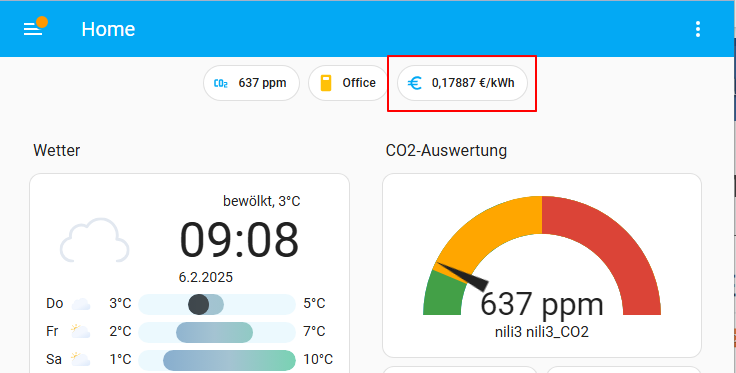 Home
CO₂ 637 ppm
Office
€ 0,17887 €/kWh
Wetter
CO2-Auswertung
bewölkt, 3°C
09:08
6.2.2025
Do 3°C 5°C
Fr 2°C 7°C
Sa 1°C 10°C
637 ppm
nili3 nili3_CO2